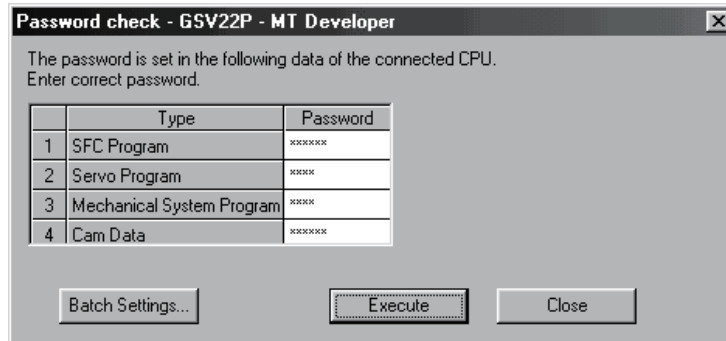 Password check - GSV22P - MT Developer
The password is set in the following data of the connected CPU.
Enter correct password.
Type Password
1 SFC Program ××××××
2 Servo Program ××××
3 Mechanical System Program ××××
4 Cam Data ××××××
Batch Settings... Execute Close